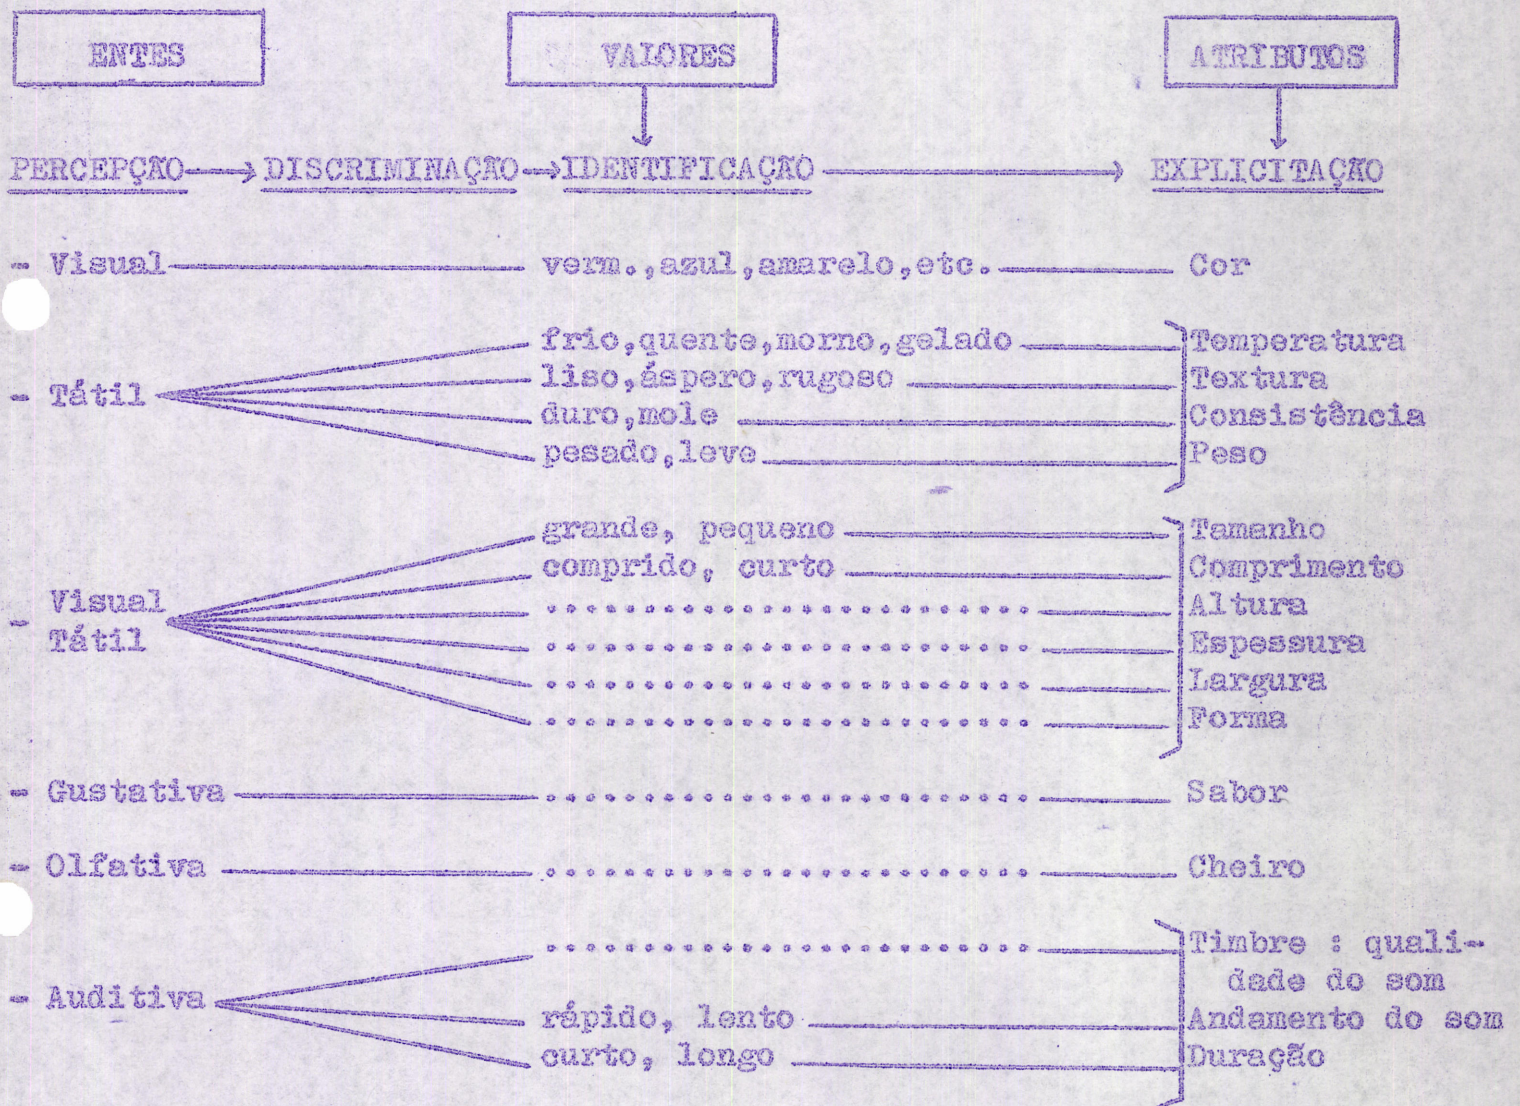 ENTES VALORES ATRIBUTOS
PERCEPÇÃO DISCRIMINAÇÃO IDENTIFICAÇÃO EXPLICITAÇÃO
- Visual verm.,azul,amarelo,etc. Cor
frio,quente,morno,gelado Temperatura
- Tátil liso,áspero,rugoso Textura
duro,mole Consistência
pesado,leve Peso
grande, pequeno Tamanho
comprido, curto Comprimento
- Visual ......................... Altura
Tátil ......................... Espessura
......................... Largura
......................... Forma
- Gustativa ......................... Sabor
- Olfativa ......................... Cheiro
......................... Timbre : quali-
- Auditiva dade do som
rápido, lento Andamento do som
curto, longo Duração